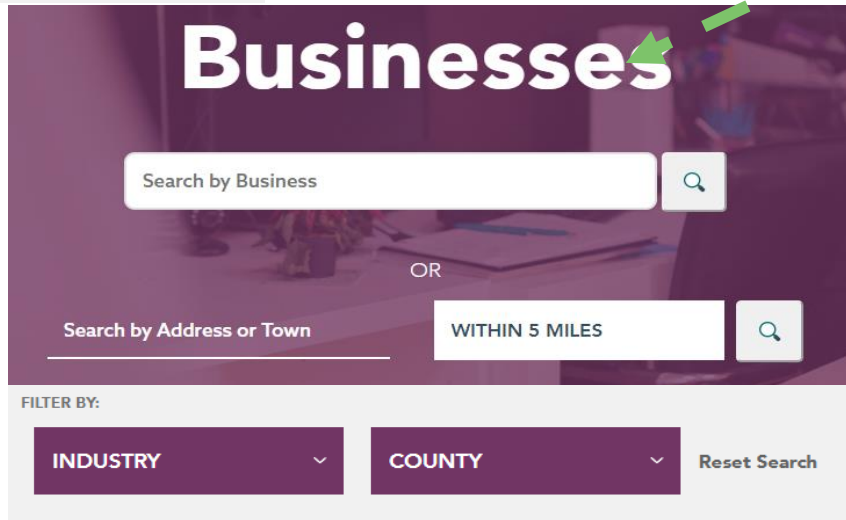 Businesses
Search by Business
OR
Search by Address or Town
WITHIN 5 MILES
FILTER BY:
INDUSTRY
COUNTY
Reset Search